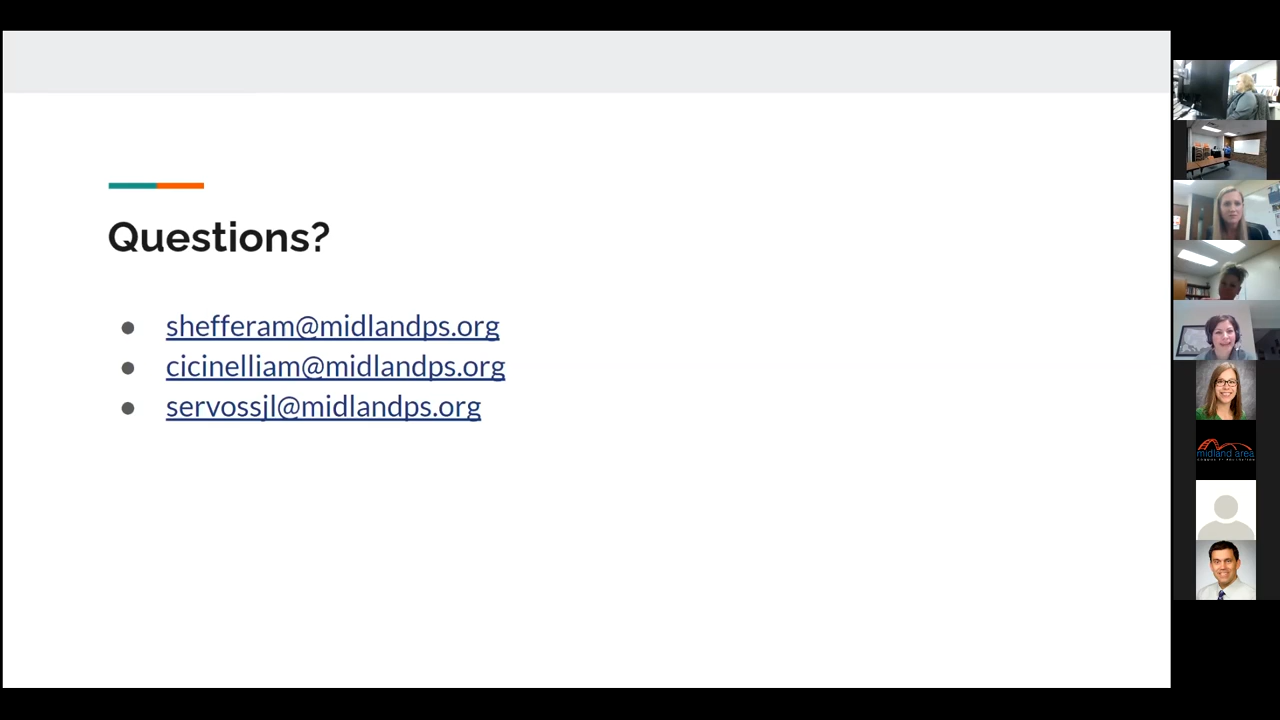 Questions?
shefferam@midlandps.org
cicinelliam@midlandps.org
servossjl@midlandps.org
midland area